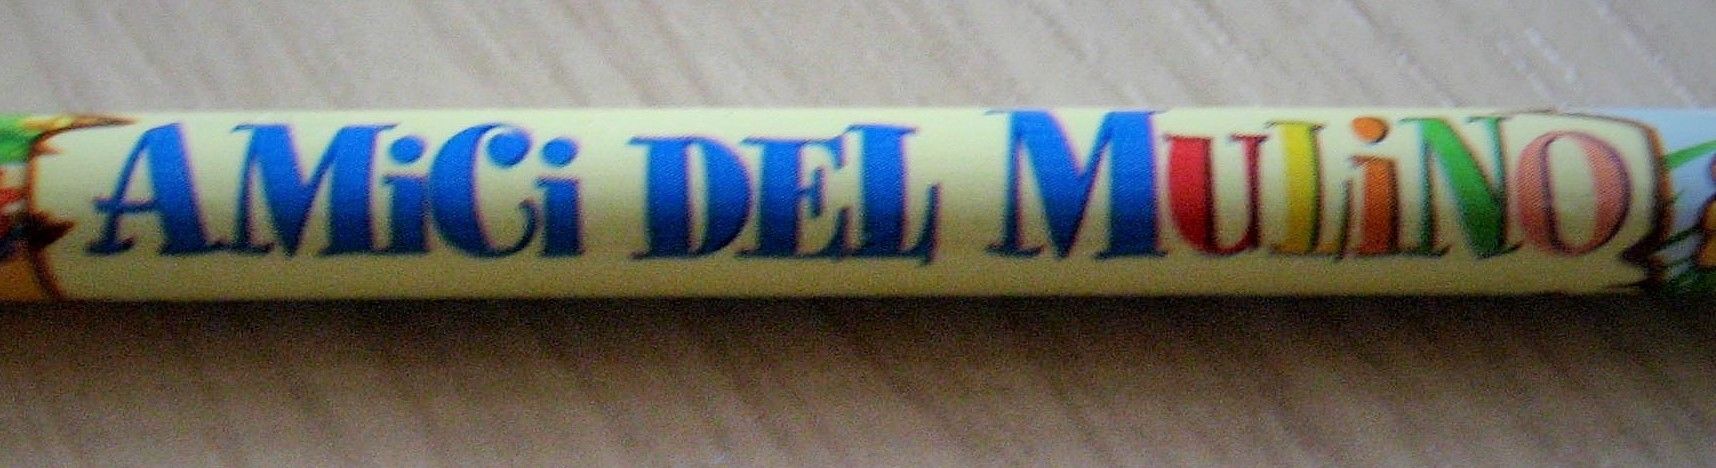 AMiCi DEL MULiNO